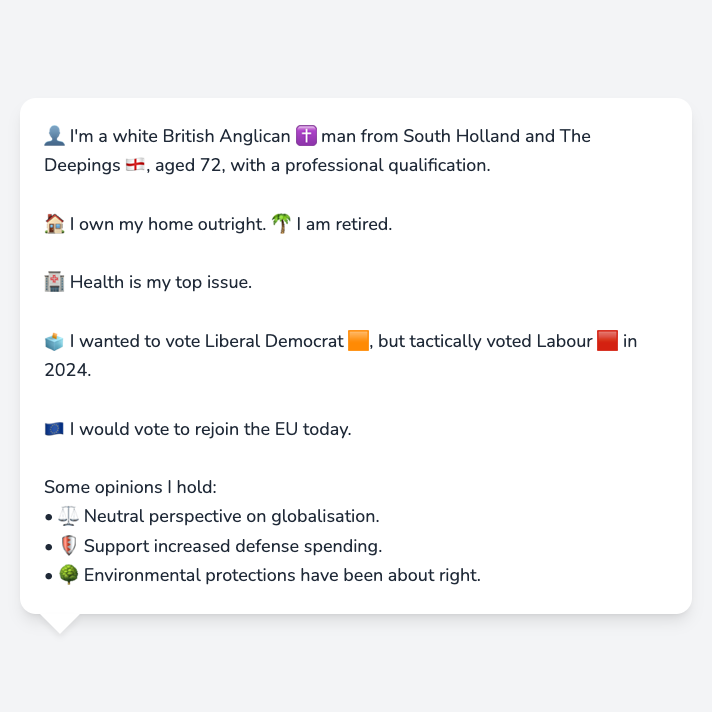 👤 I'm a white British Anglican ✝️ man from South Holland and The
Deepings 🏴󠁧󠁢󠁥󠁮󠁧󠁿, aged 72, with a professional qualification.
🏠 I own my home outright. 🌴 I am retired.
🏥 Health is my top issue.
🗳️ I wanted to vote Liberal Democrat 🟧, but tactically voted Labour 🟥 in
2024.
🇪🇺 I would vote to rejoin the EU today.
Some opinions I hold:
• ⚖️ Neutral perspective on globalisation.
• 🛡️ Support increased defense spending.
• 🌳 Environmental protections have been about right.